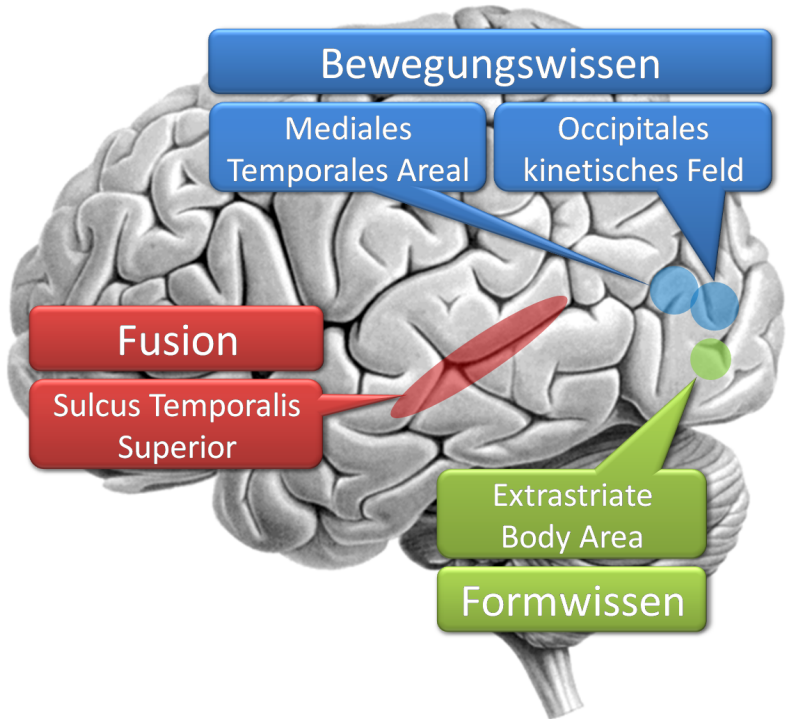 Bewegungswissen
Mediales
Temporales Areal
Occipitales
kinetisches Feld
Fusion
Sulcus Temporalis
Superior
Extrastriate
Body Area
Formwissen